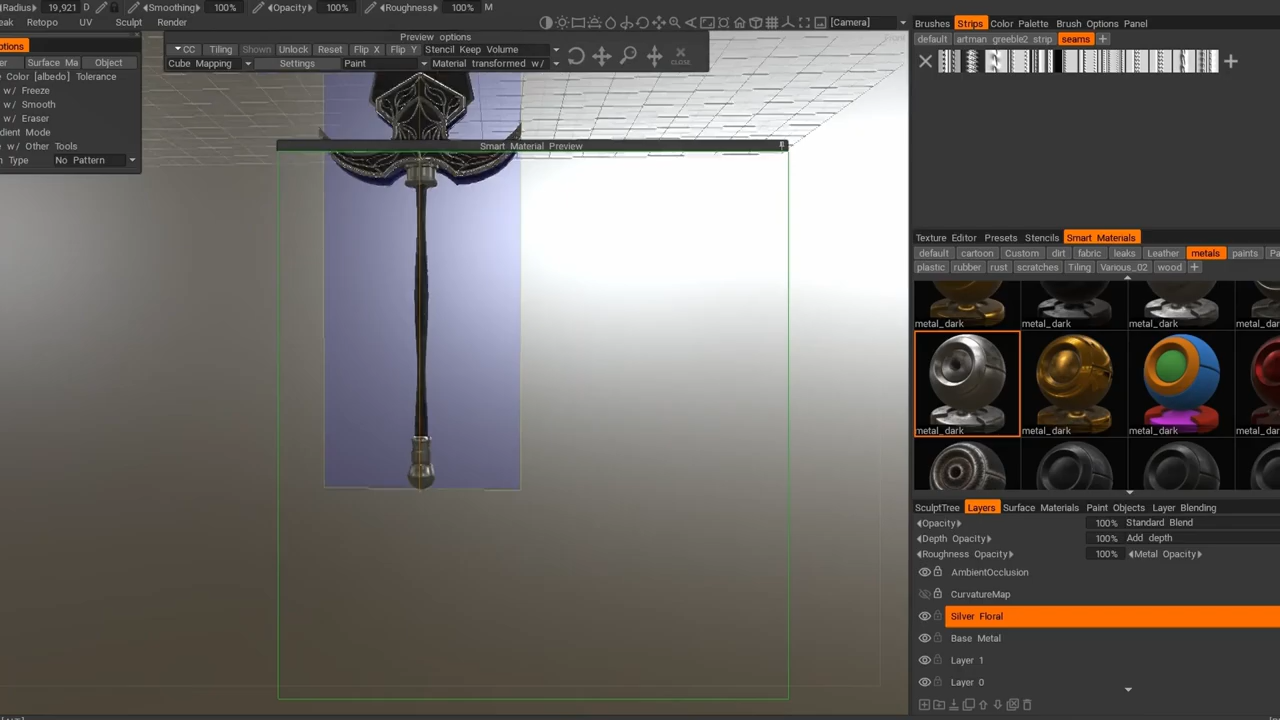 Radius 19,921 D Smoothing 100% Opacity 100% Roughness 100% M
Retopo UV Sculpt Render
[Camera]
Front
Preview options
CC Tiling Shown Unlock Reset Flip X Flip Y Stencil Keep Volume
Cube Mapping Settings Paint Material transformed w/ CLOSE
Surface Ma Object
Color [albedo] Tolerance
w/ Freeze
w/ Smooth
w/ Eraser
w/ Other Tools
Type No Pattern
Smart Material Preview
Brushes Strips Color Palette Brush Options Panel
default artman greeble2 strip seams
Texture Editor Presets Stencils Smart Materials
default cartoon Custom dirt fabric leaks Leather metals paints Pa
plastic rubber rust scratches Tiling Various_02 wood
metal_dark metal_dark metal_dark metal_dark
metal_dark metal_dark metal_dark metal_dark
SculptTree Layers Surface Materials Paint Objects Layer Blending
Opacity 100% Standard Blend
Depth Opacity 100% Add depth
Roughness Opacity 100% Metal Opacity
AmbientOcclusion
CurvatureMap
Silver Floral
Base Metal
Layer 1
Layer 0